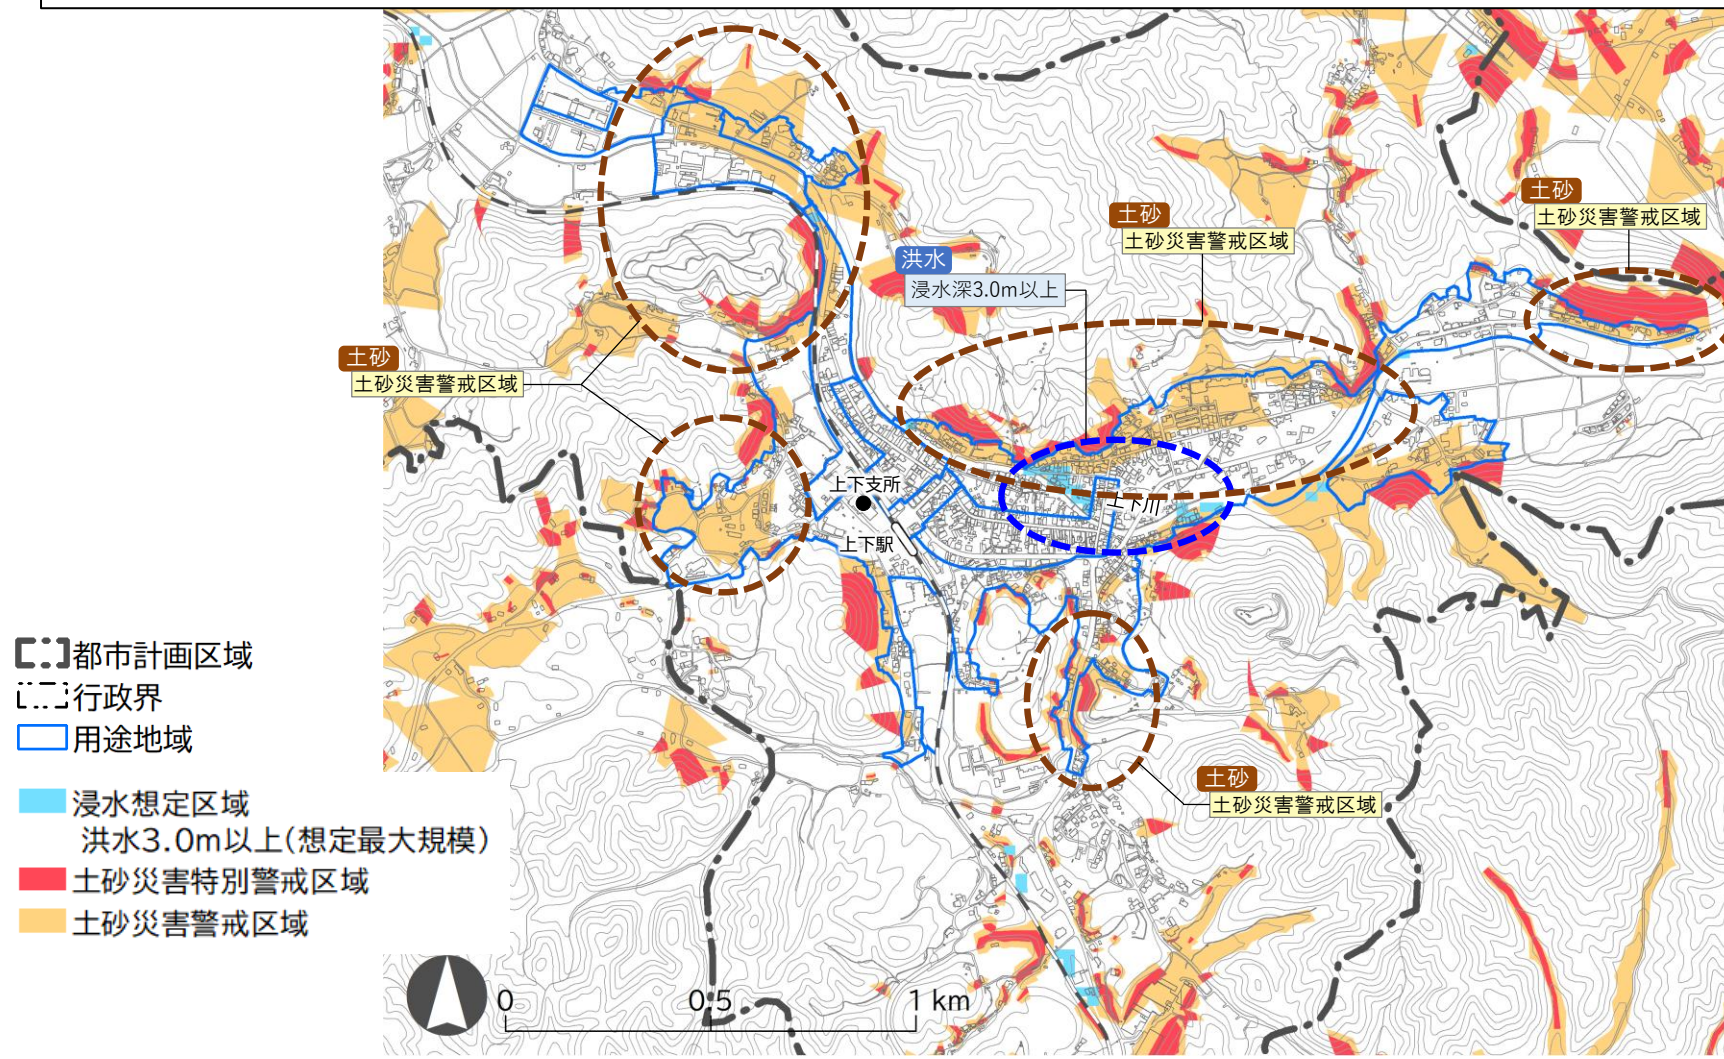 土砂
土砂災害警戒区域
土砂
土砂災害警戒区域
洪水
浸水深3.0m以上
土砂
土砂災害警戒区域
上下支所
上下川
上下駅
土砂
土砂災害警戒区域
都市計画区域
行政界
用途地域
浸水想定区域
洪水3.0m以上(想定最大規模)
土砂災害特別警戒区域
土砂災害警戒区域
0 0.5 1 km